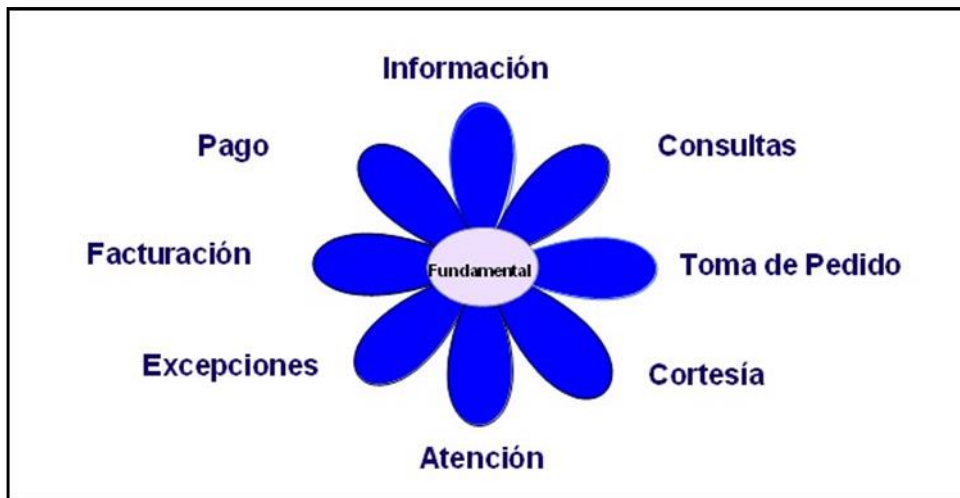 Información
Pago
Consultas
Facturación
Fundamental
Toma de Pedido
Excepciones
Cortesía
Atención